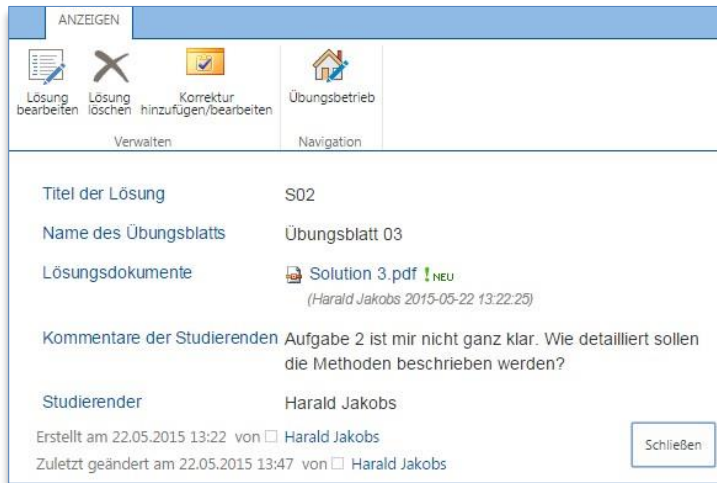 ANZEIGEN
Lösung bearbeiten
Lösung löschen
Korrektur hinzufügen/bearbeiten
Übungsbetrieb
Verwalten
Navigation
Titel der Lösung S02
Name des Übungsblatts Übungsblatt 03
Lösungsdokumente Solution 3.pdf ! NEU
(Harald Jakobs 2015-05-22 13:22:25)
Kommentare der Studierenden Aufgabe 2 ist mir nicht ganz klar. Wie detailliert sollen
die Methoden beschrieben werden?
Studierender Harald Jakobs
Erstellt am 22.05.2015 13:22 von Harald Jakobs
Zuletzt geändert am 22.05.2015 13:47 von Harald Jakobs
Schließen